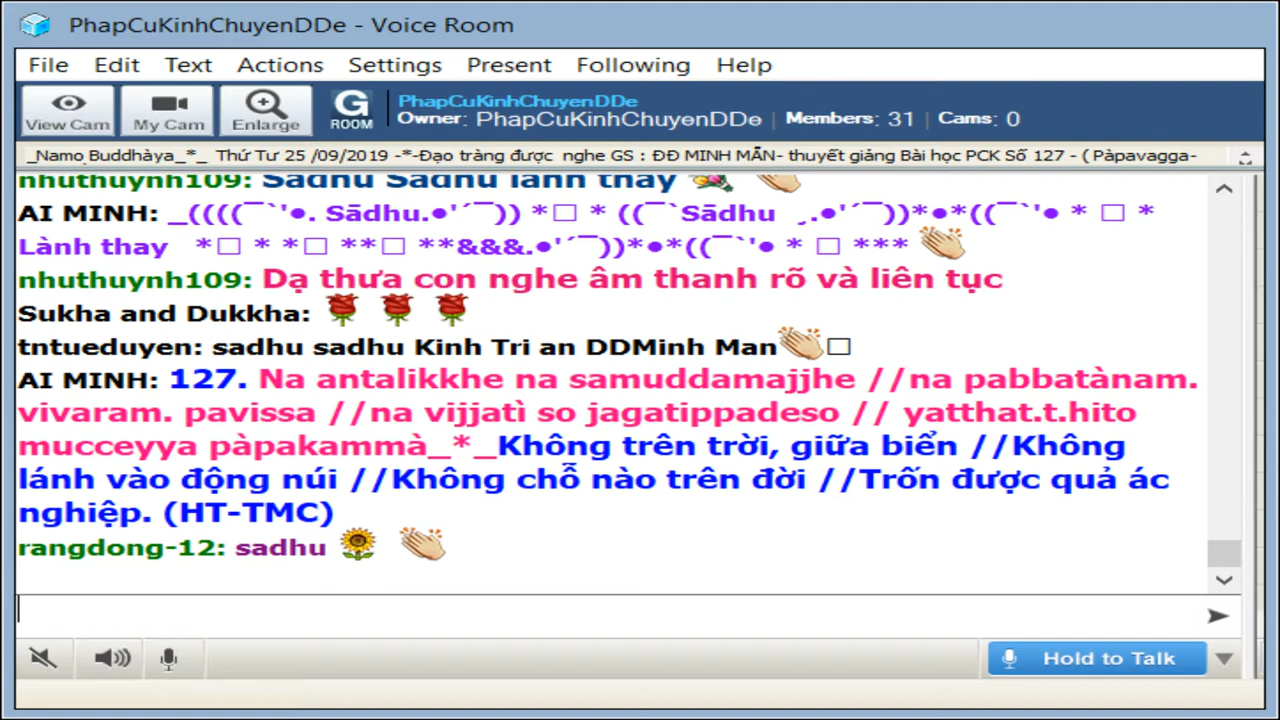 PhapCuKinhChuyenDDe - Voice Room
File Edit Text Actions Settings Present Following Help
View Cam My Cam Enlarge G ROOM
PhapCuKinhChuyenDDe
Owner: PhapCuKinhChuyenDDe | Members: 31 | Cams: 0
_Namo Buddhàya_*_ Thứ Tư 25 /09/2019 -*-Đạo tràng được nghe GS : ĐĐ MINH MẪN- thuyết giảng Bài học PCK Số 127 - ( Pàpavagga-
nhuthuynh109: Sadhu Sadhu lành thay
AI MINH: _((((¯`'●. Sādhu.●'´¯)) *□ * ((¯`Sādhu ¸.●'´¯))*●*((¯`'● * □ *
Lành thay *□ * *□ **□ **&&&.●'´¯))*●*((¯`'● * □ ***
nhuthuynh109: Dạ thưa con nghe âm thanh rõ và liên tục
Sukha and Dukkha:
tntueduyen: sadhu sadhu Kinh Tri an DDMinh Man □
AI MINH: 127. Na antalikkhe na samuddamajjhe //na pabbatànam.
vivaram. pavissa //na vijjatì so jagatippadeso // yatthat.t.hito
mucceyya pàpakammà_*_Không trên trời, giữa biển //Không
lánh vào động núi //Không chỗ nào trên đời //Trốn được quả ác
nghiệp. (HT-TMC)
rangdong-12: sadhu
Hold to Talk